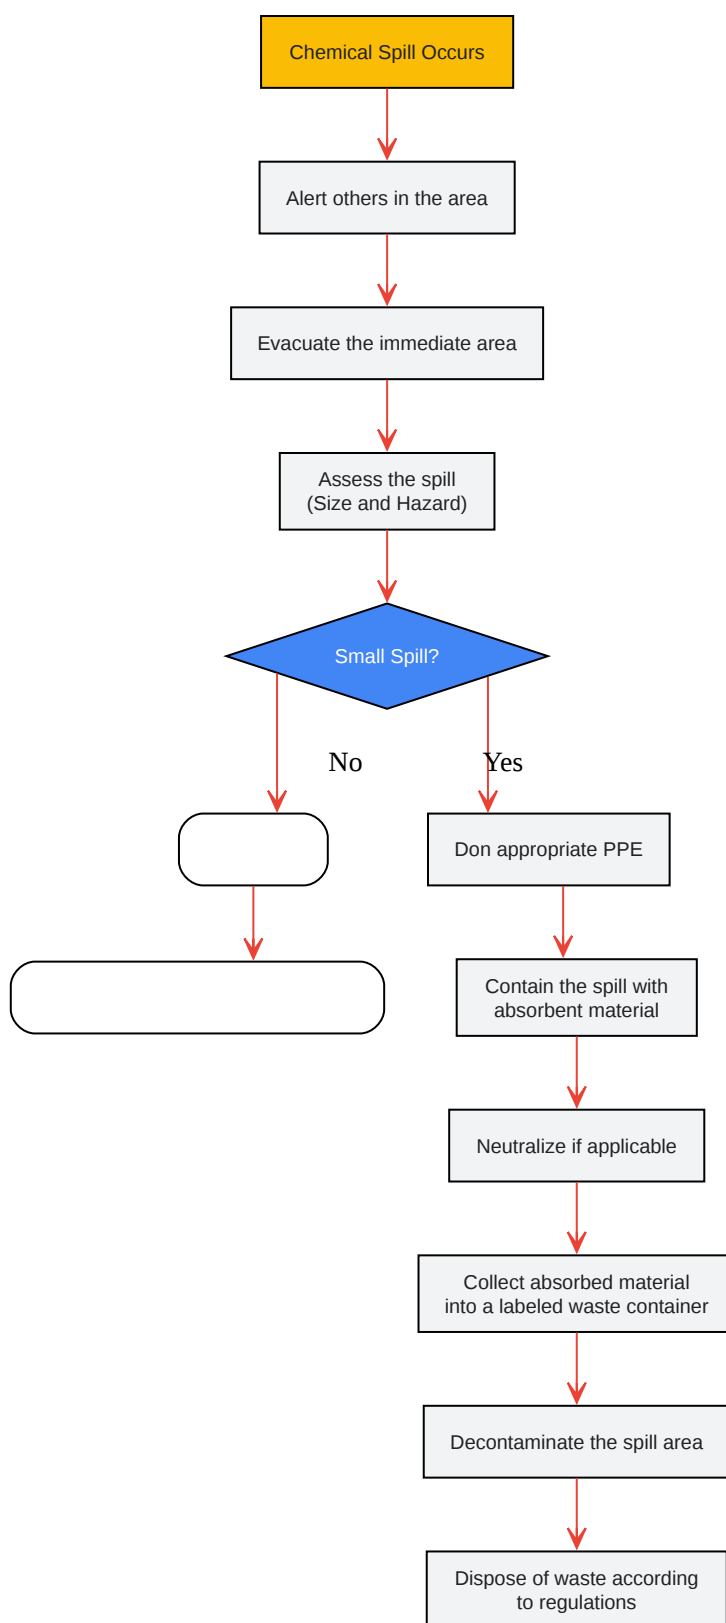 Chemical Spill Occurs
Alert others in the area
Evacuate the immediate area
Assess the spill
(Size and Hazard)
Small Spill?
No
Yes
Don appropriate PPE
Contain the spill with
absorbent material
Neutralize if applicable
Collect absorbed material
into a labeled waste container
Decontaminate the spill area
Dispose of waste according
to regulations